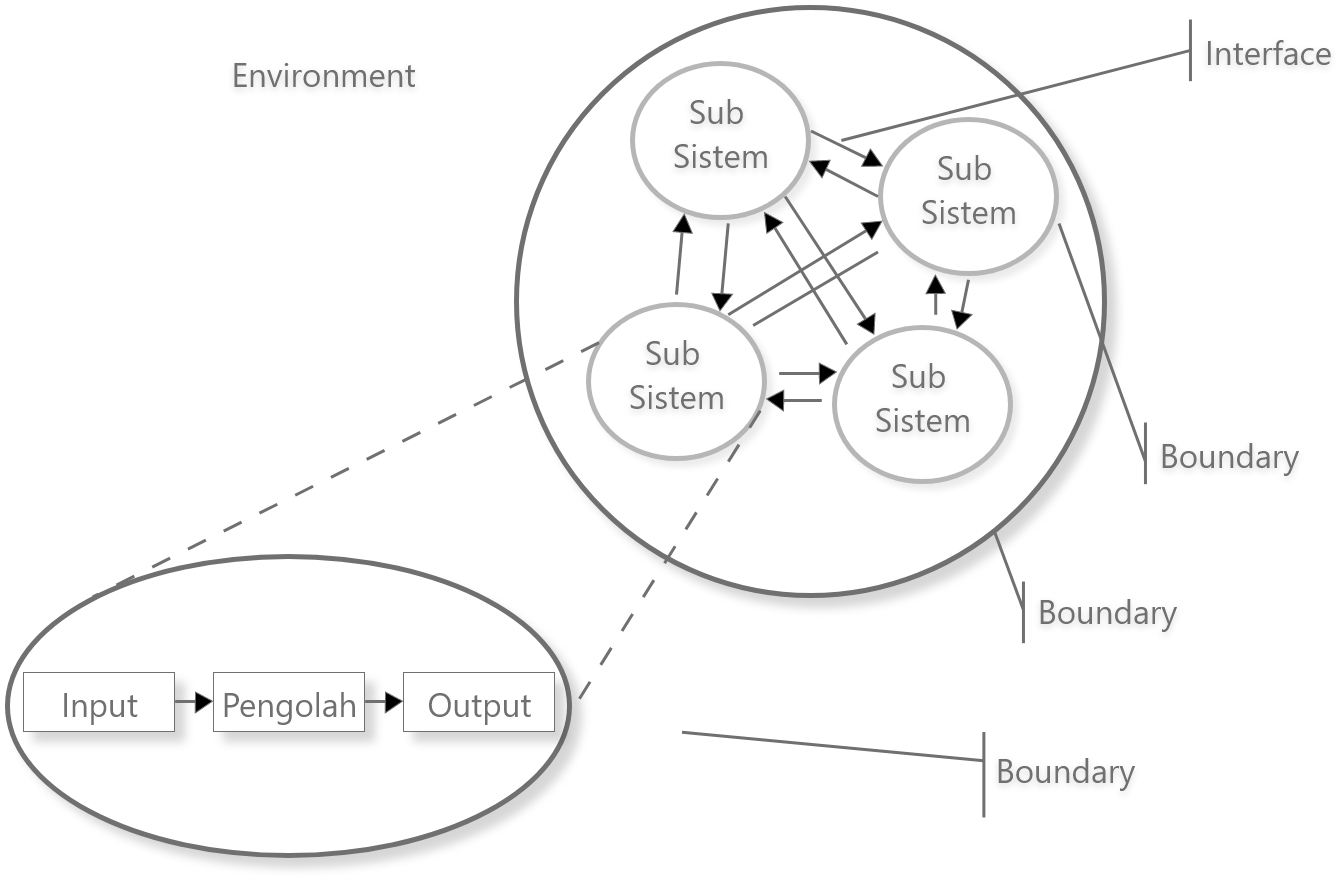 Environment
Interface
Sub
Sistem
Sub
Sistem
Sub
Sistem
Sub
Sistem
Boundary
Boundary
Input
Pengolah
Output
Boundary